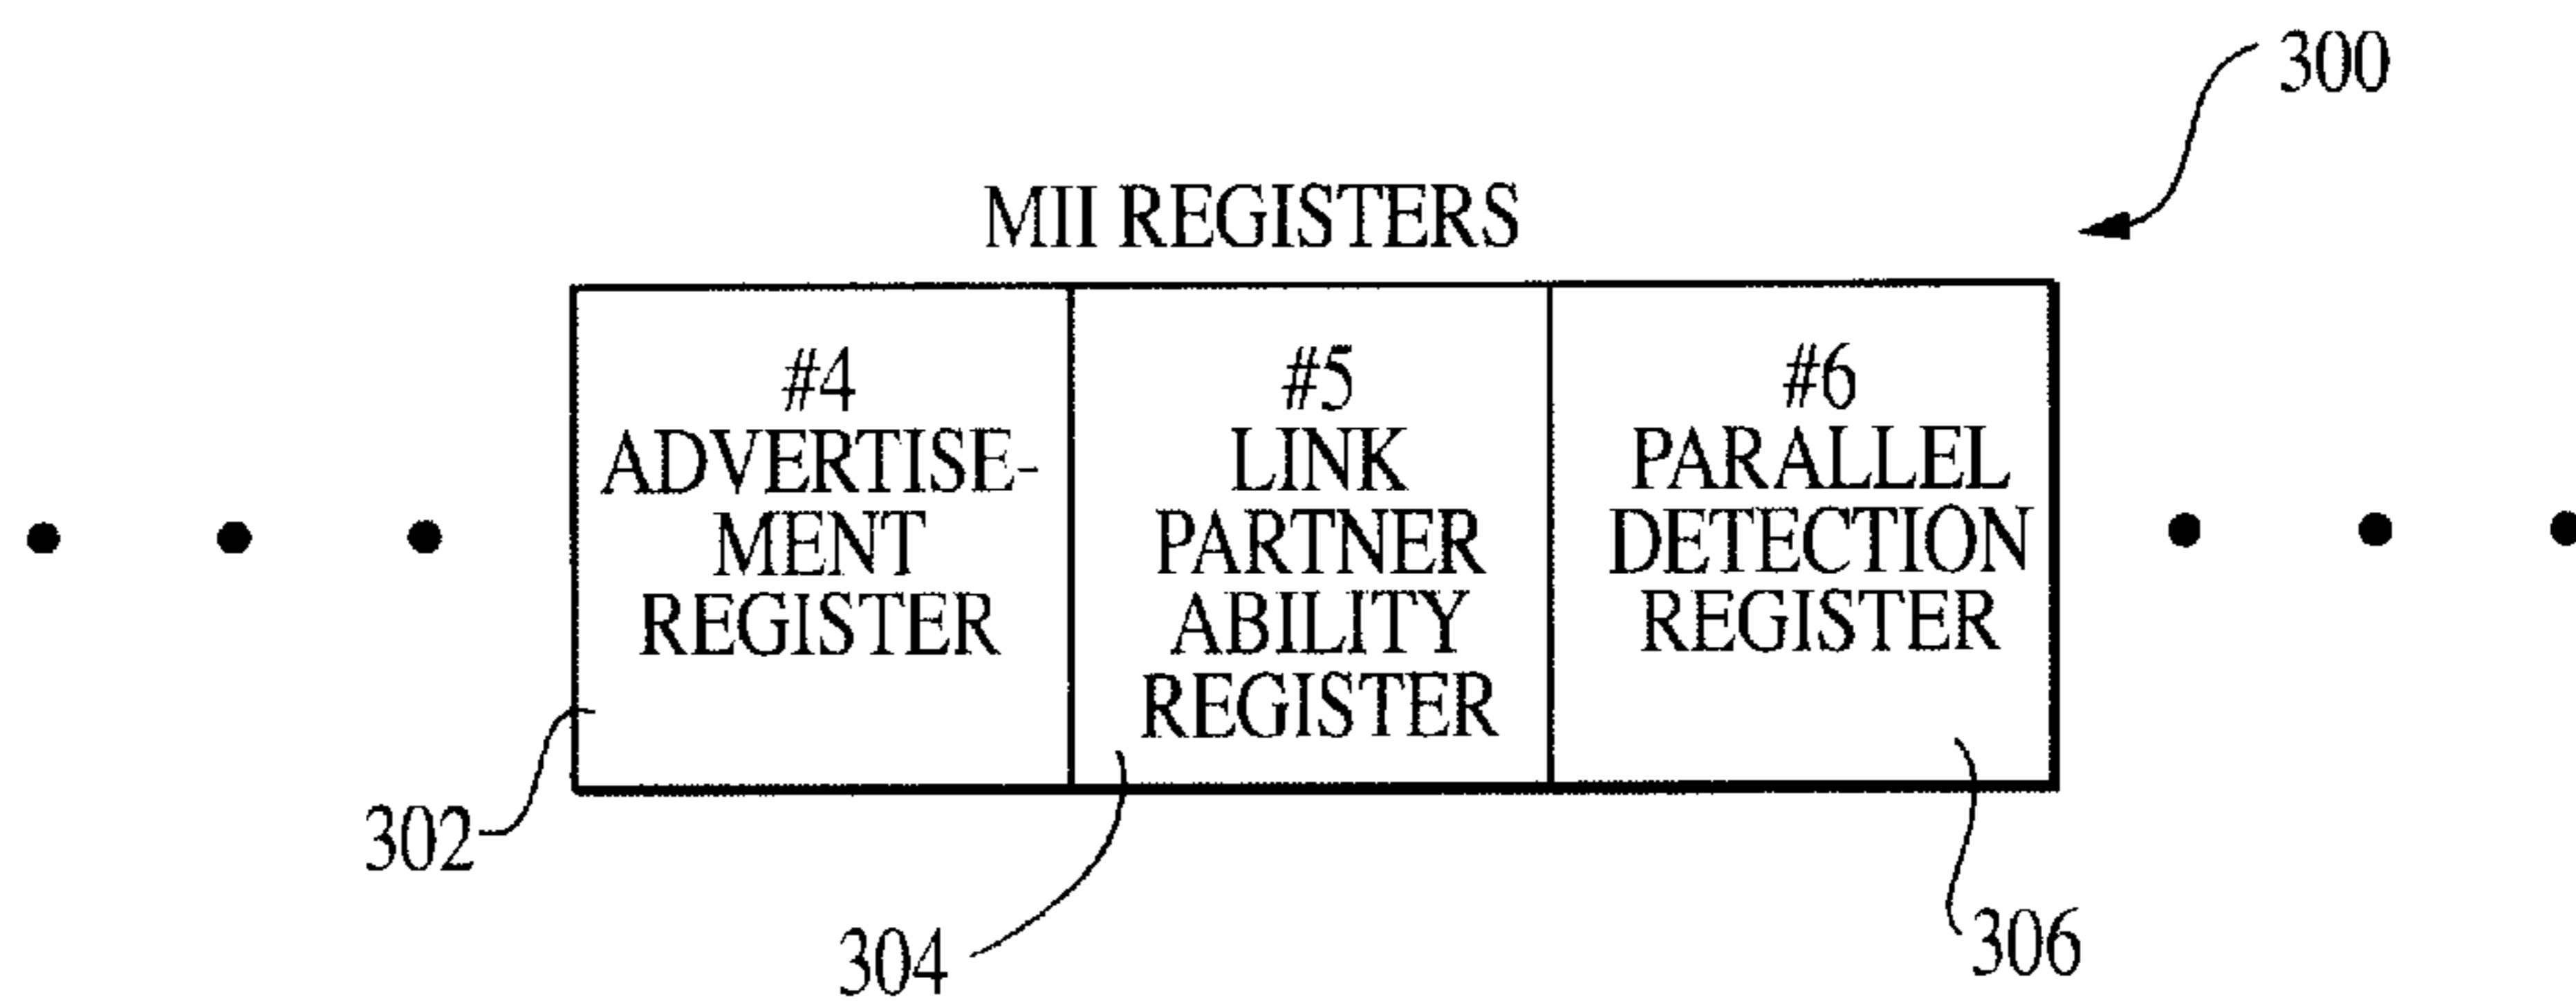 300
MII REGISTERS
#4
ADVERTISE-
MENT
REGISTER
#5
LINK
PARTNER
ABILITY
REGISTER
#6
PARALLEL
DETECTION
REGISTER
302
304
306